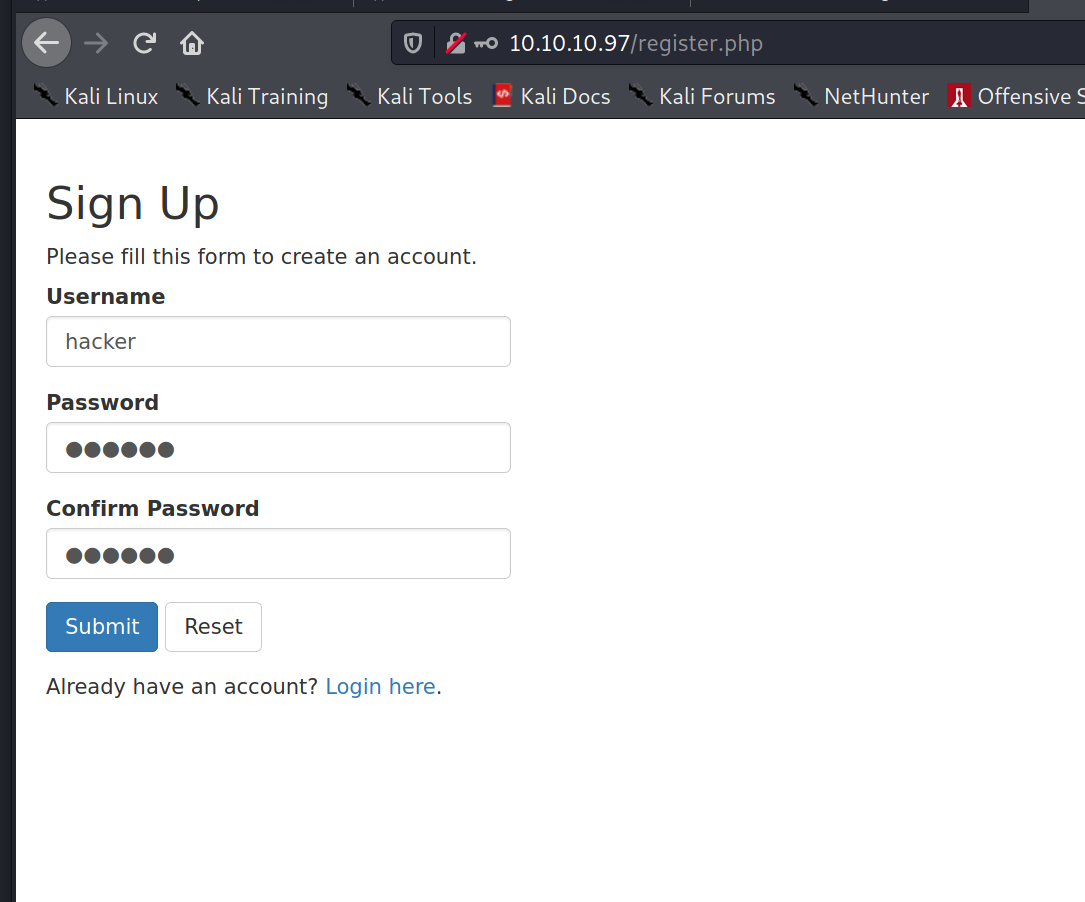 10.10.10.97/register.php
Kali Linux Kali Training Kali Tools Kali Docs Kali Forums NetHunter Offensive S
Sign Up
Please fill this form to create an account.
Username
hacker
Password
●●●●●●
Confirm Password
●●●●●●
Submit Reset
Already have an account? Login here.